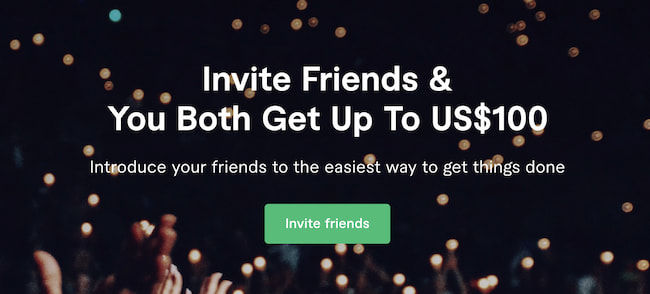 Invite Friends &
You Both Get Up To US$100
Introduce your friends to the easiest way to get things done
Invite friends